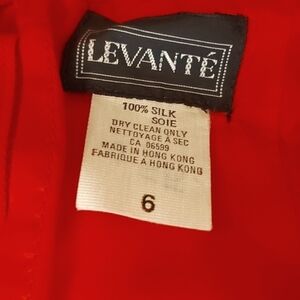 LEVANTÉ
100% SILK
SOIE
DRY CLEAN ONLY
NETTOYAGE À SEC
CA 06599
MADE IN HONG KONG
FABRIQUE À HONG KONG
6